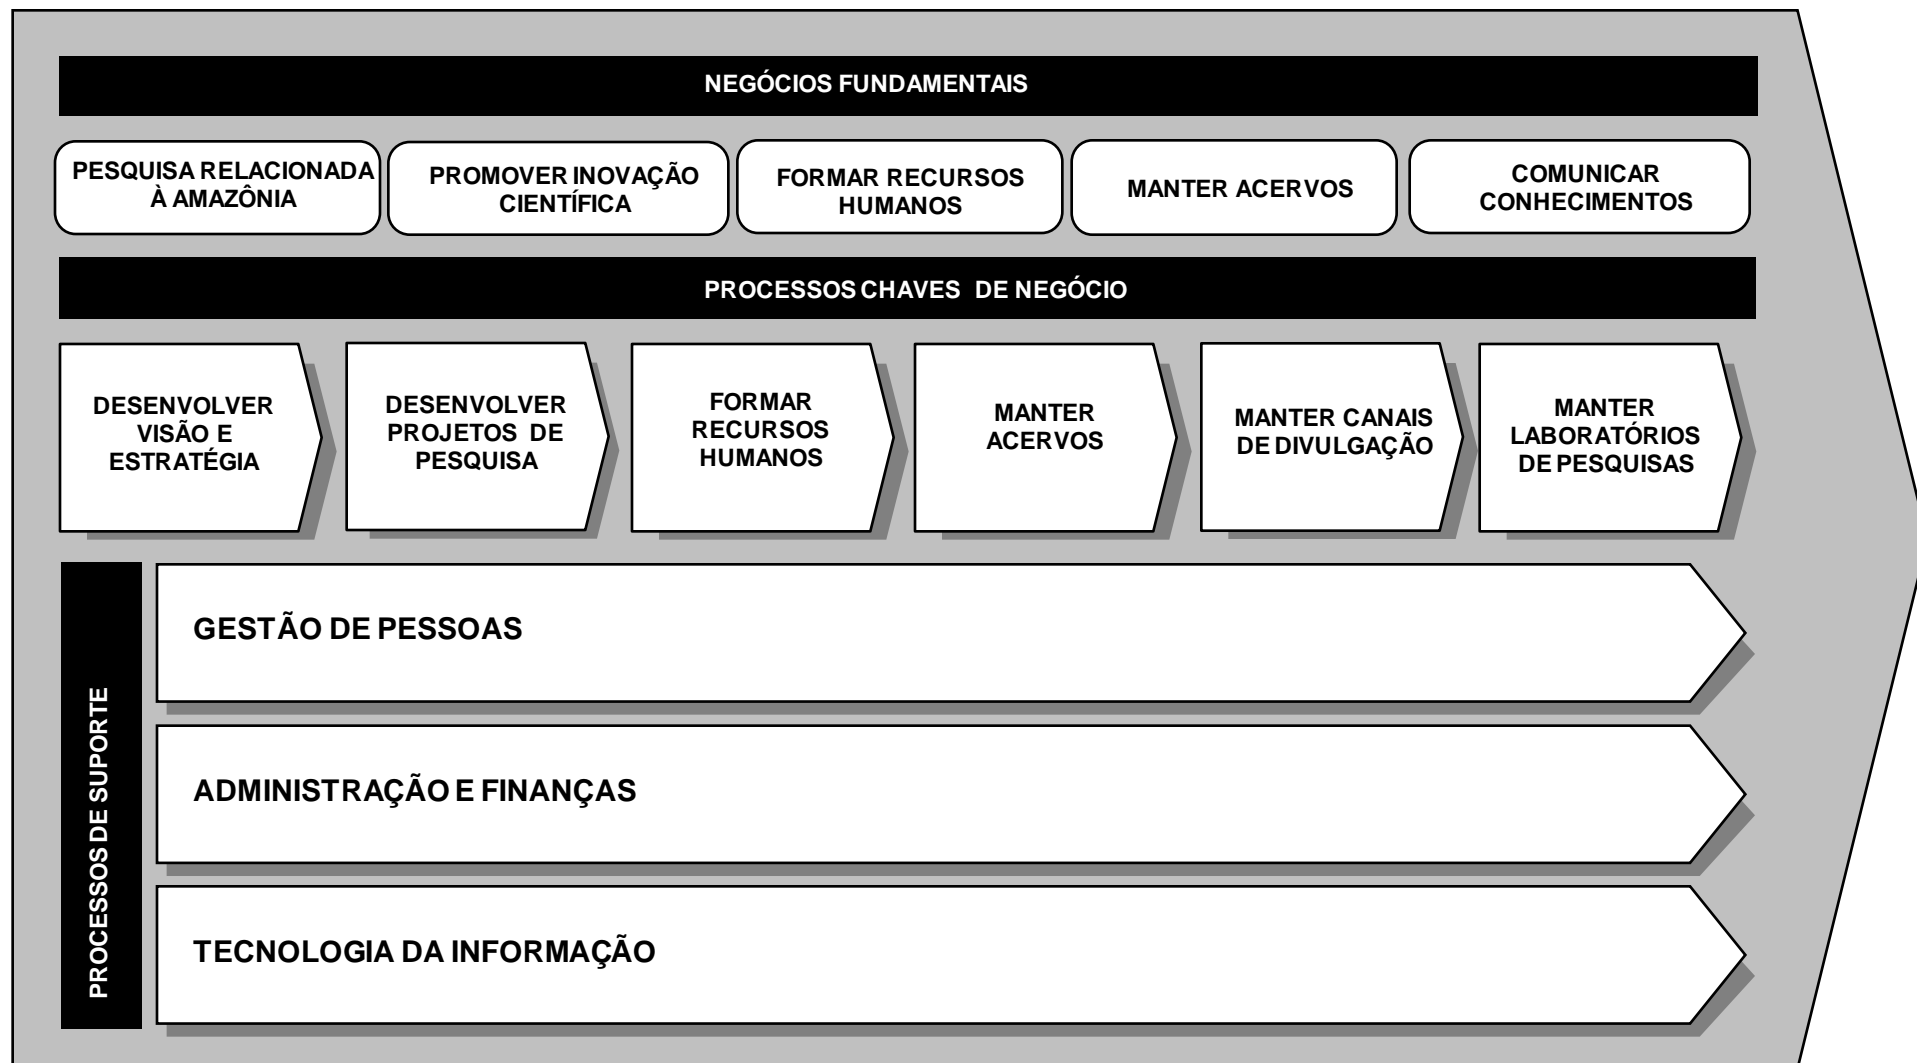 NEGÓCIOS FUNDAMENTAIS
PESQUISA RELACIONADA
À AMAZÔNIA
PROMOVER INOVAÇÃO
CIENTÍFICA
FORMAR RECURSOS
HUMANOS
MANTER ACERVOS
COMUNICAR
CONHECIMENTOS
PROCESSOS CHAVES DE NEGÓCIO
DESENVOLVER
VISÃO E
ESTRATÉGIA
DESENVOLVER
PROJETOS DE
PESQUISA
FORMAR
RECURSOS
HUMANOS
MANTER
ACERVOS
MANTER CANAIS
DE DIVULGAÇÃO
MANTER
LABORATÓRIOS
DE PESQUISAS
PROCESSOS DE SUPORTE
GESTÃO DE PESSOAS
ADMINISTRAÇÃO E FINANÇAS
TECNOLOGIA DA INFORMAÇÃO